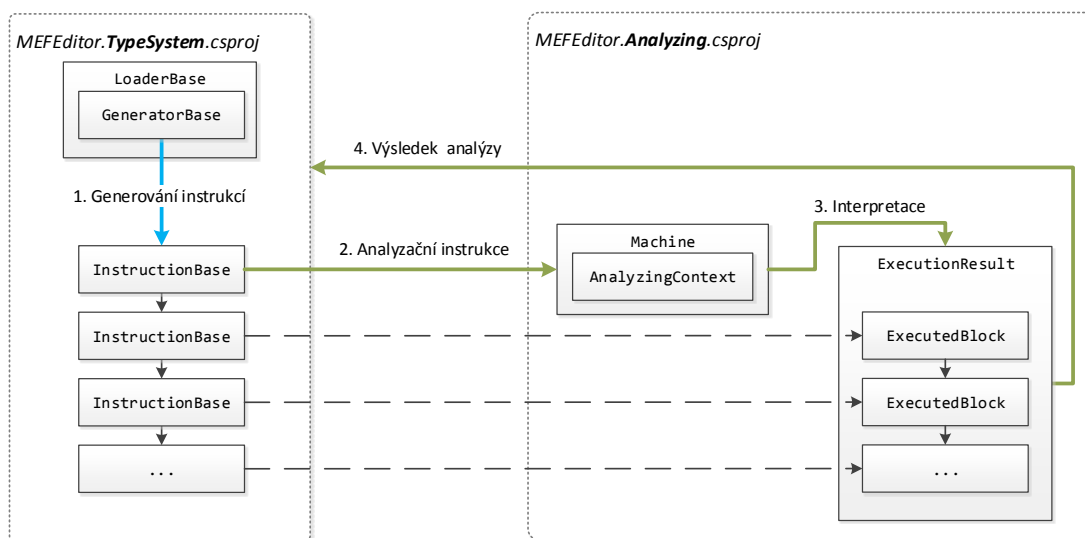 MEFEditor.TypeSystem.csproj
LoaderBase
GeneratorBase
1. Generování instrukcí
InstructionBase
InstructionBase
InstructionBase
...
MEFEditor.Analyzing.csproj
4. Výsledek analýzy
2. Analyzační instrukce
Machine
AnalyzingContext
3. Interpretace
ExecutionResult
ExecutedBlock
ExecutedBlock
...